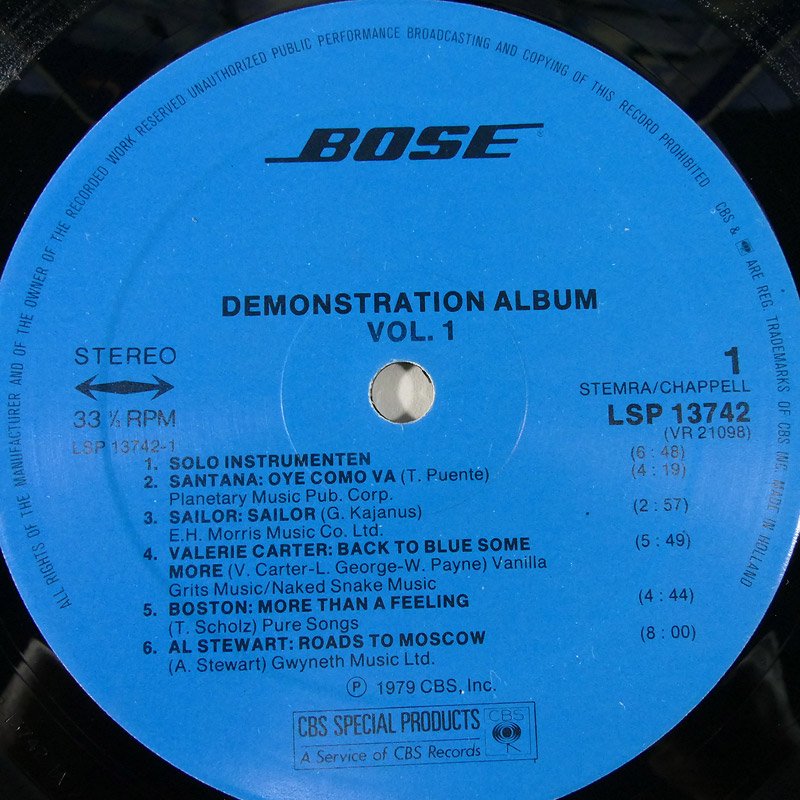 ALL RIGHTS OF THE MANUFACTURER AND OF THE OWNER OF THE RECORDED WORK RESERVED UNAUTHORIZED PUBLIC PERFORMANCE BROADCASTING AND COPYING OF THIS RECORD PROHIBITED CBS & ARE REG. TRADEMARKS OF CBS INC. MADE IN HOLLAND
BOSE®
DEMONSTRATION ALBUM
VOL. 1
STEREO
33 ⅓ RPM
LSP 13742-1
1
STEMRA/CHAPPELL
LSP 13742
(VR 21098)
1. SOLO INSTRUMENTEN (6 : 48)
2. SANTANA: OYE COMO VA (T. Puente) (4 : 19)
Planetary Music Pub. Corp.
3. SAILOR: SAILOR (G. Kajanus) (2 : 57)
E.H. Morris Music Co. Ltd.
4. VALERIE CARTER: BACK TO BLUE SOME (5 : 49)
MORE (V. Carter-L. George-W. Payne) Vanilla
Grits Music/Naked Snake Music
5. BOSTON: MORE THAN A FEELING (4 : 44)
(T. Scholz) Pure Songs
6. AL STEWART: ROADS TO MOSCOW (8 : 00)
(A. Stewart) Gwyneth Music Ltd.
℗ 1979 CBS, Inc.
CBS SPECIAL PRODUCTS
A Service of CBS Records
CBS